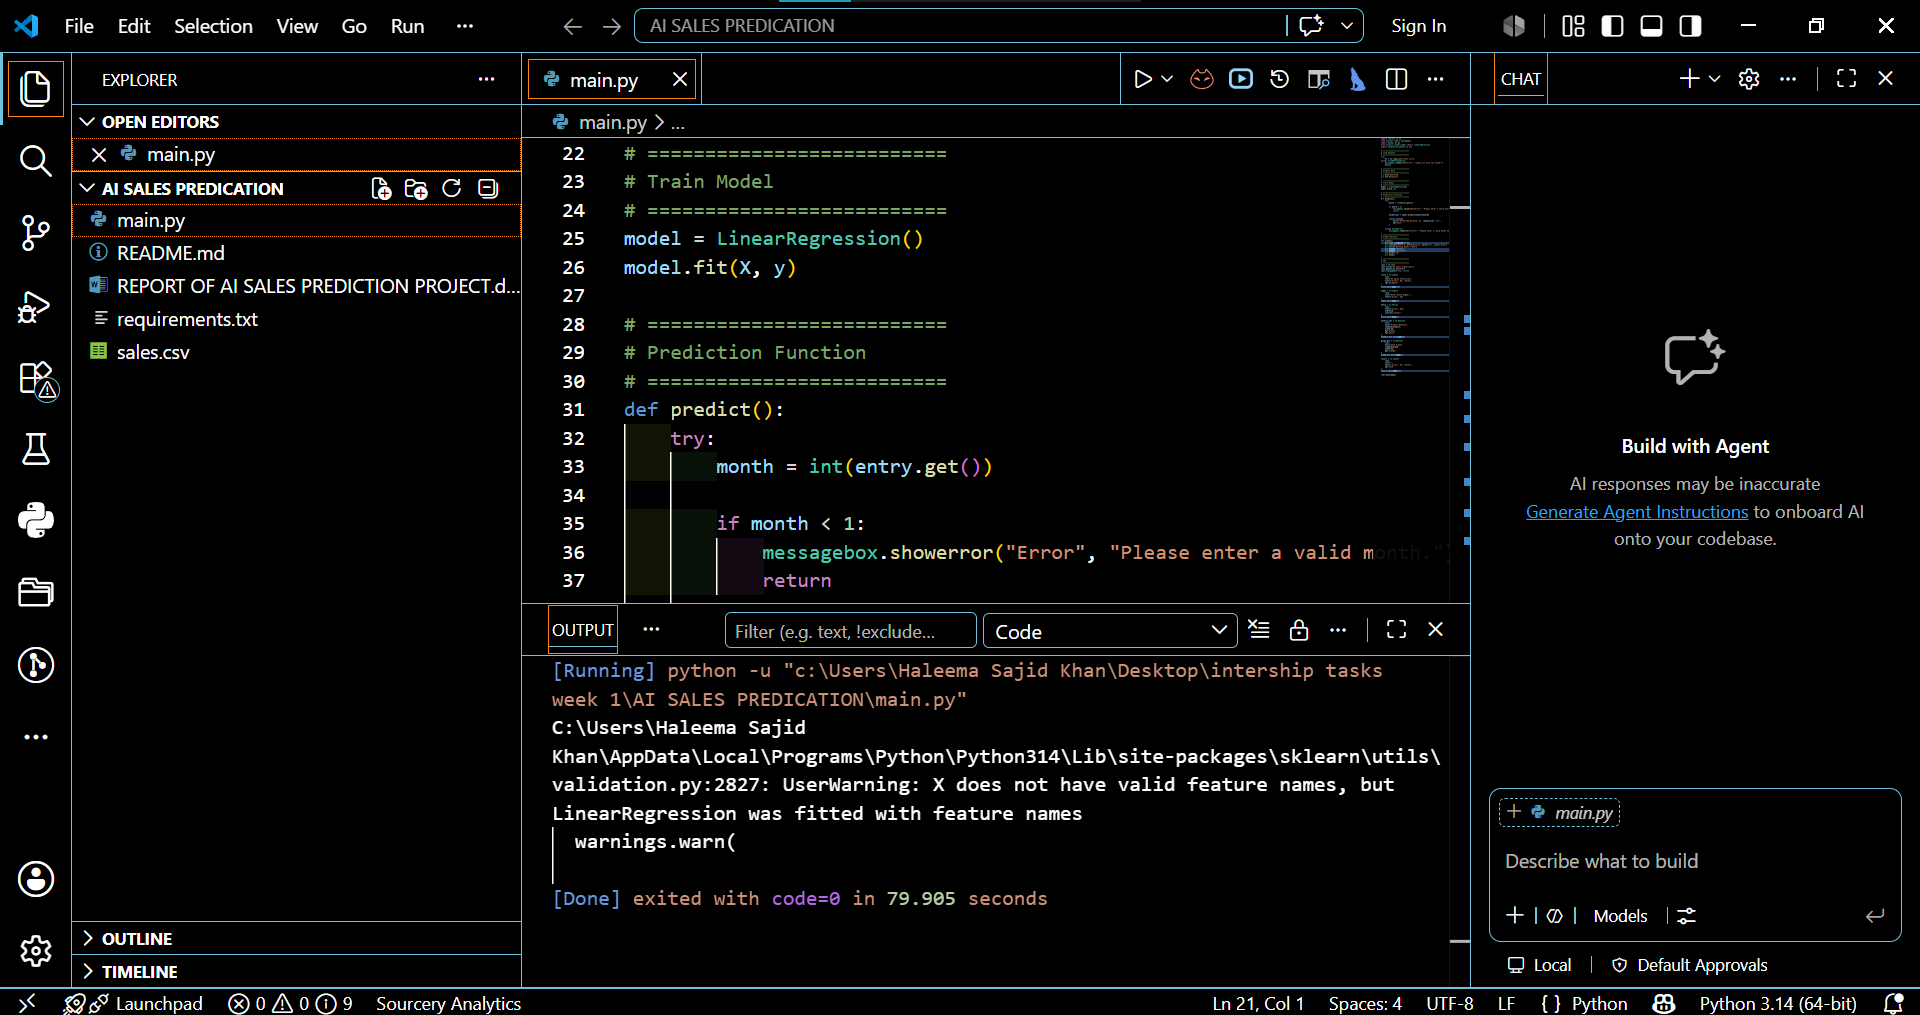 File Edit Selection View Go Run ···
AI SALES PREDICATION
Sign In
EXPLORER
OPEN EDITORS
main.py
AI SALES PREDICATION
main.py
README.md
REPORT OF AI SALES PREDICTION PROJECT.d...
requirements.txt
sales.csv
OUTLINE
TIMELINE
main.py
main.py > ...
22 # ==========================
23 # Train Model
24 # ==========================
25 model = LinearRegression()
26 model.fit(X, y)
27
28 # ==========================
29 # Prediction Function
30 # ==========================
31 def predict():
32 try:
33 month = int(entry.get())
34
35 if month < 1:
36 messagebox.showerror("Error", "Please enter a valid month.")
37 return
OUTPUT
Filter (e.g. text, !exclude...
Code
[Running] python -u "c:\Users\Haleema Sajid Khan\Desktop\intership tasks
week 1\AI SALES PREDICATION\main.py"
C:\Users\Haleema Sajid
Khan\AppData\Local\Programs\Python\Python314\Lib\site-packages\sklearn\utils\
validation.py:2827: UserWarning: X does not have valid feature names, but
LinearRegression was fitted with feature names
warnings.warn(
[Done] exited with code=0 in 79.905 seconds
CHAT
Build with Agent
AI responses may be inaccurate
Generate Agent Instructions to onboard AI
onto your codebase.
main.py
Describe what to build
Models
Local
Default Approvals
Launchpad 0 0 9 Sourcery Analytics
Ln 21, Col 1 Spaces: 4 UTF-8 LF {} Python Python 3.14 (64-bit)